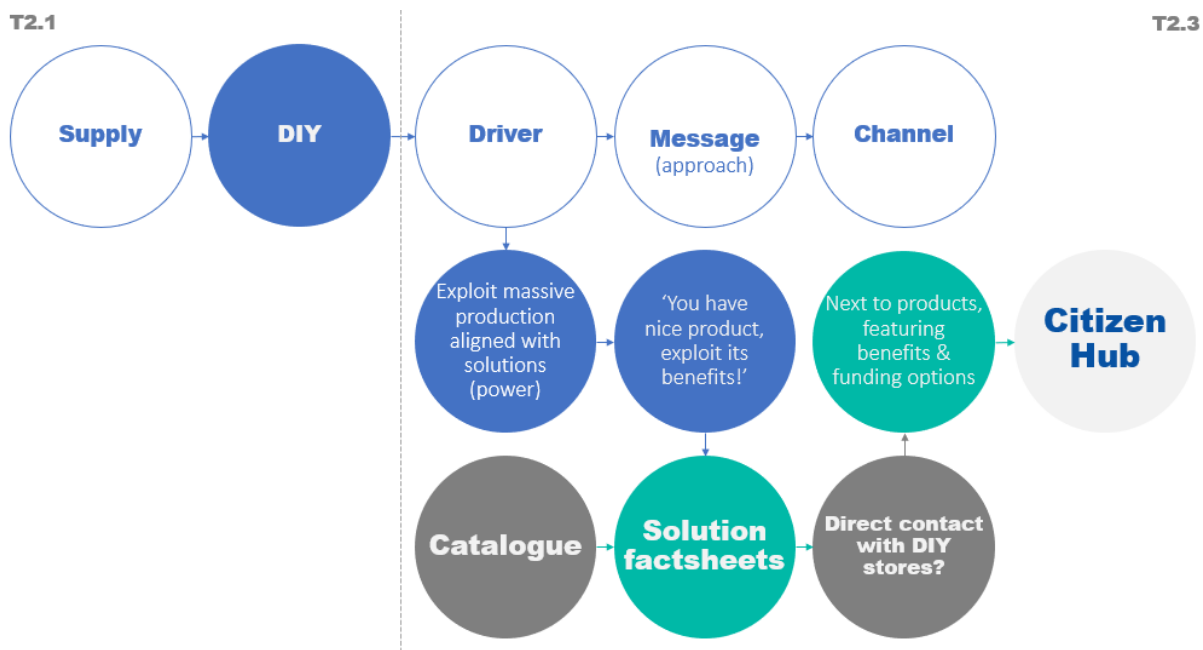 T2.1
T2.3
Supply
DIY
Driver
Message
(approach)
Channel
Exploit massive
production
aligned with
solutions
(power)
‘You have
nice product,
exploit its
benefits!’
Next to products,
featuring
benefits &
funding options
Citizen
Hub
Catalogue
Solution
factsheets
Direct contact
with DIY
stores?